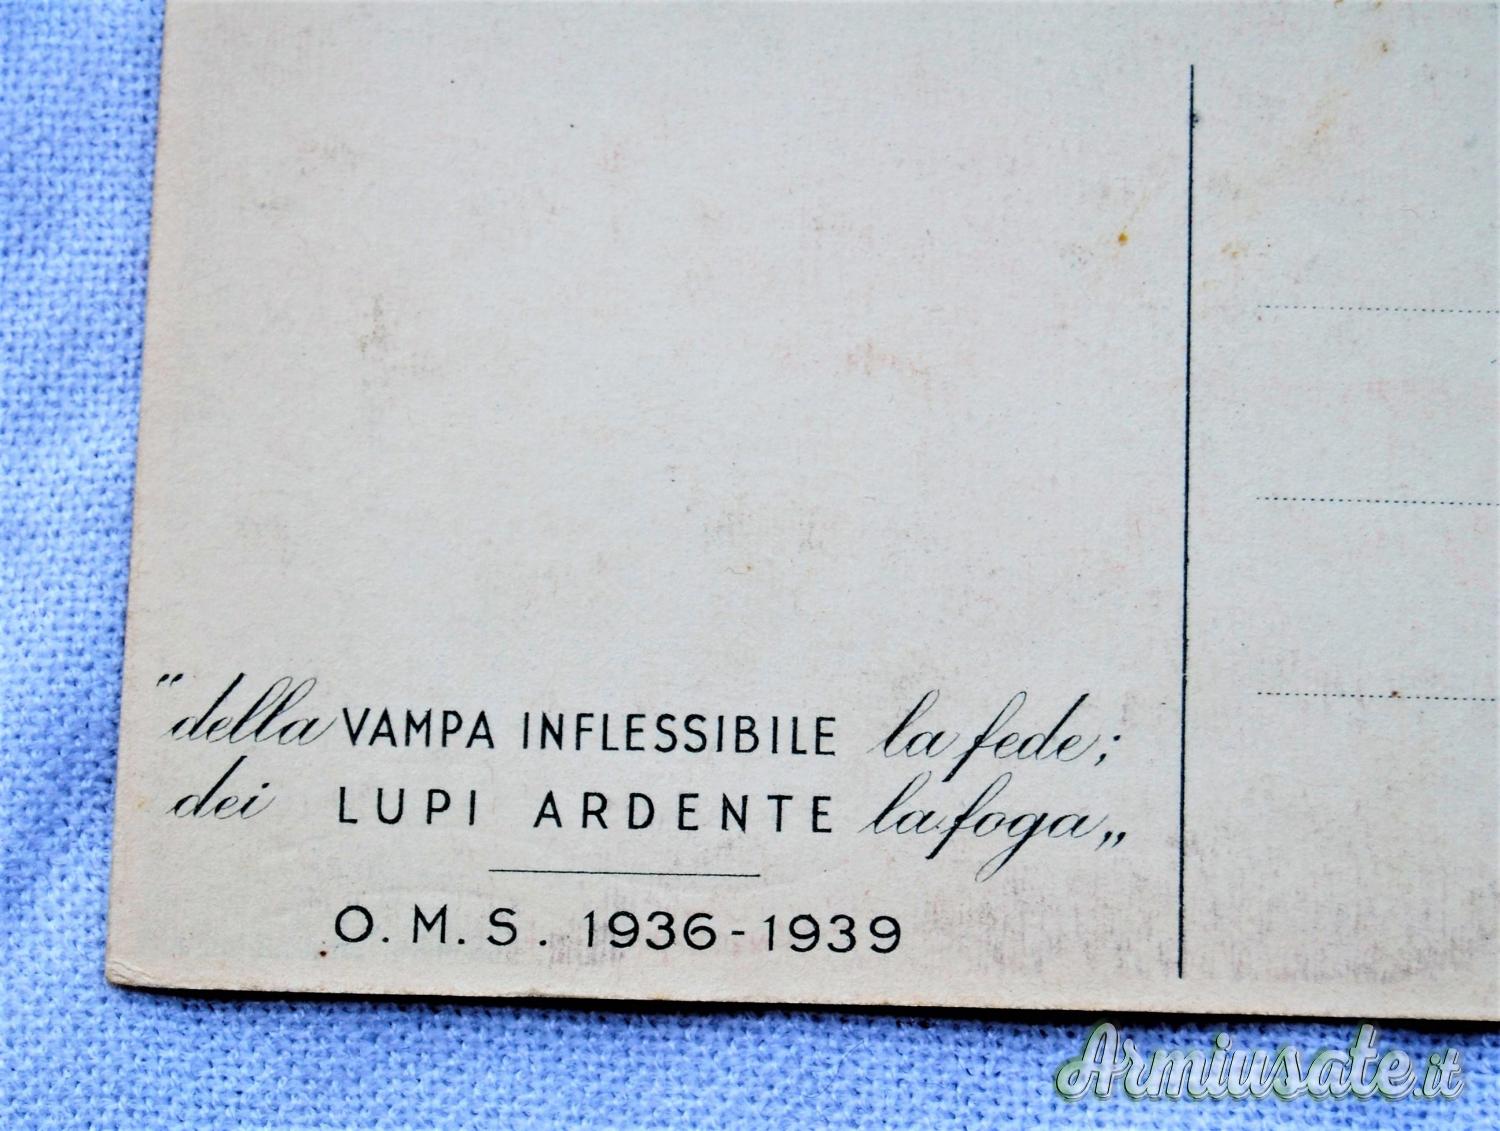 "della VAMPA INFLESSIBILE la fede;
dei LUPI ARDENTE la foga„
O. M. S. 1936-1939
Armiusate.it